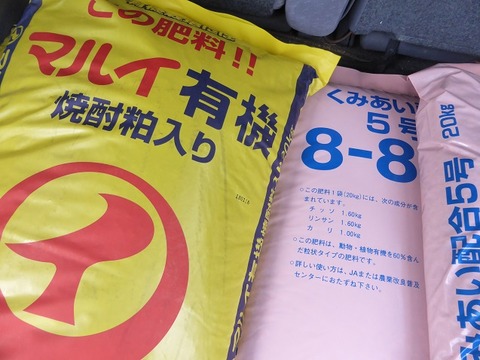 この肥料!!
マルイ有機
焼酎粕入り
くみあい
5号
8-8
○この肥料1袋(20kg)には、次の成分が含
まれています。
チッソ 1.60kg
リンサン 1.60kg
カリ 1.00kg
○この肥料は、動物・植物有機を60%含ん
だ粒状タイプの肥料です。
○詳しい使い方は、JAまたは農業改良普及
センターにおたずね下さい。
20kg
みあい配合5号
マルイ有機